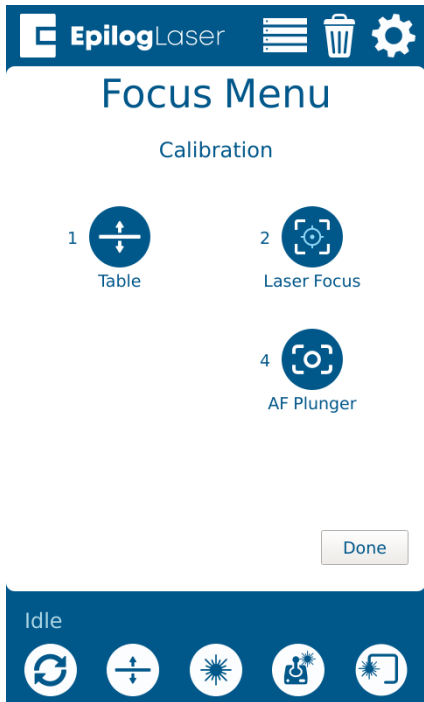 EpilogLaser
Focus Menu
Calibration
1
Table
2
Laser Focus
4
AF Plunger
Done
Idle